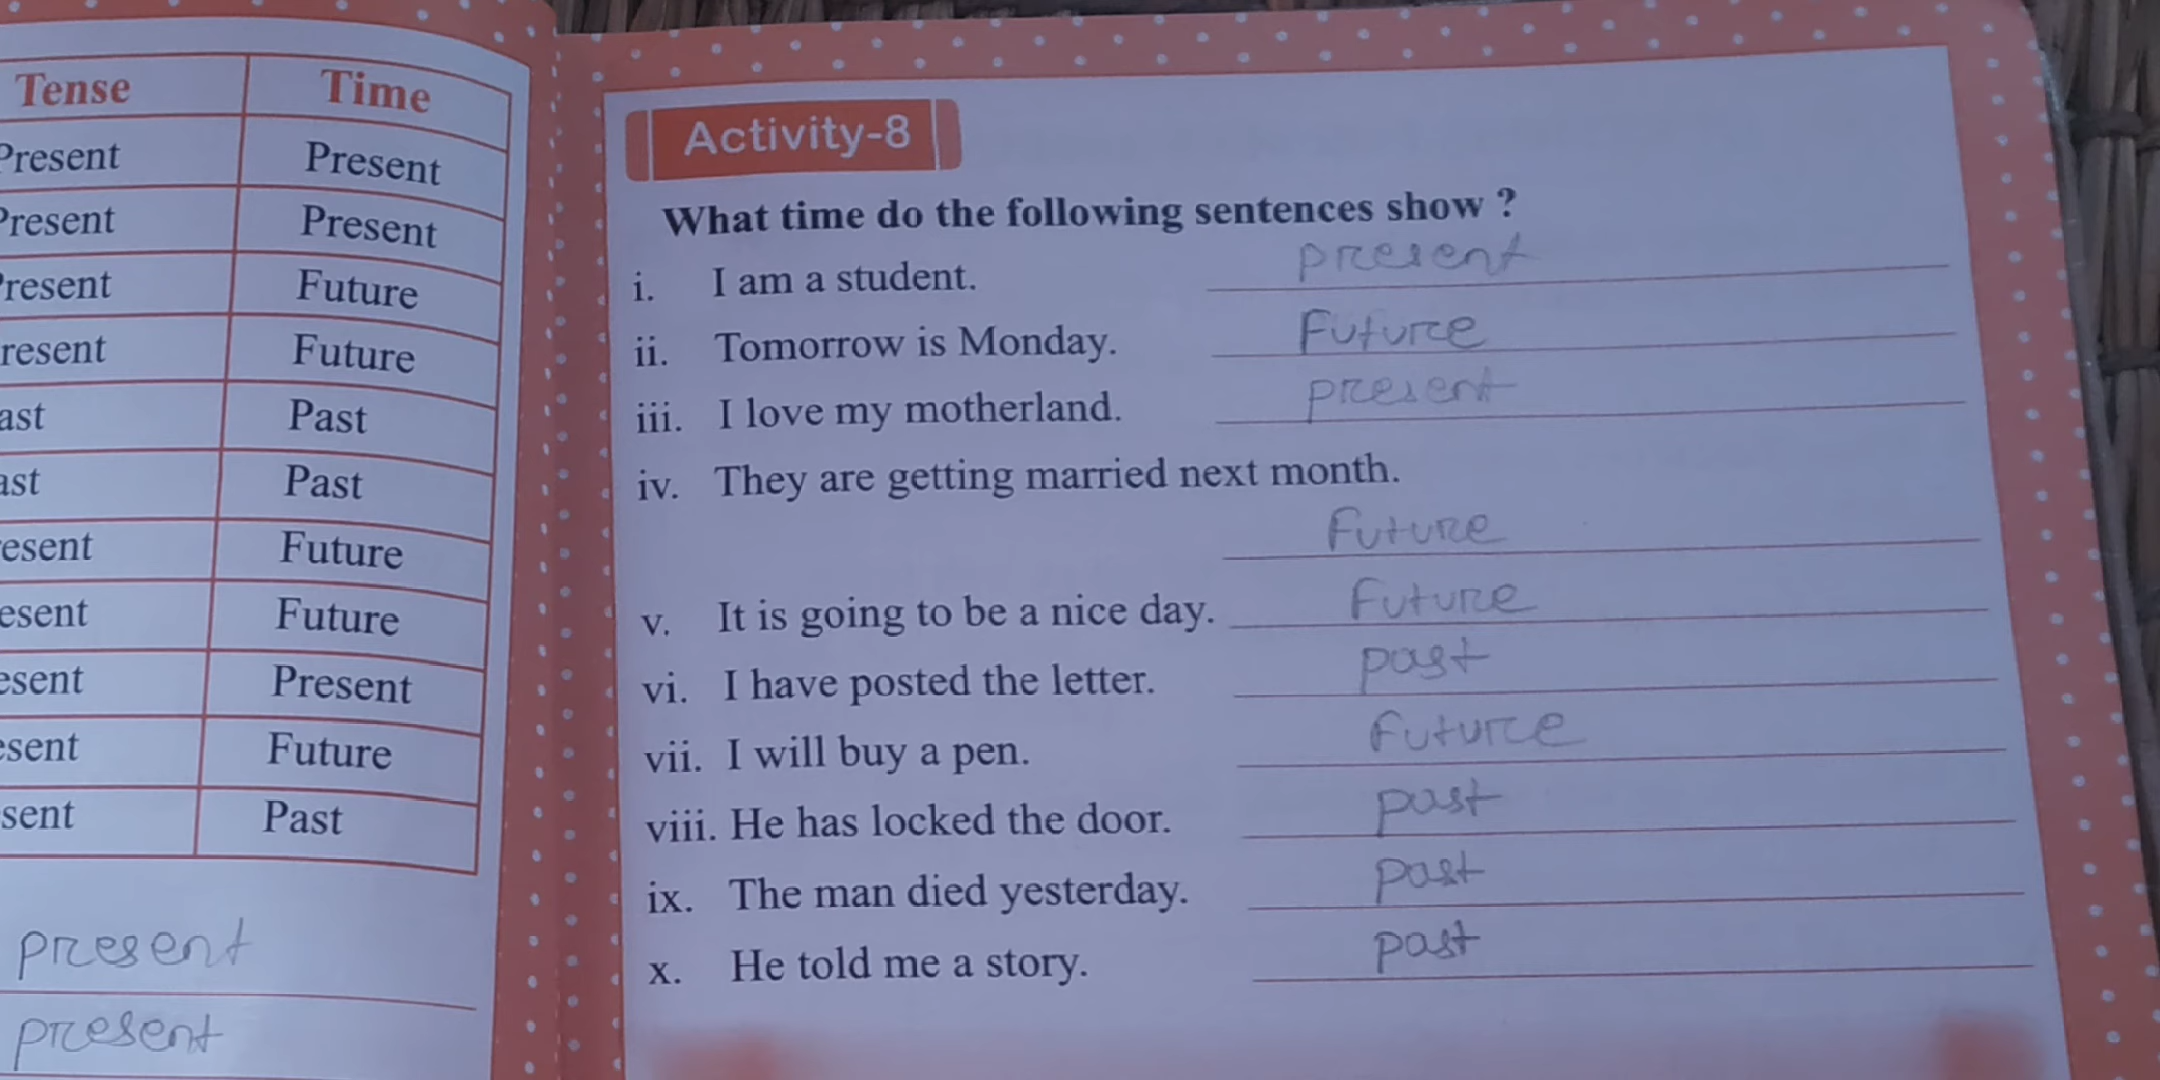 Tense Time
Present Present
Present Present
resent Future
resent Future
ast Past
ast Past
esent Future
esent Future
esent Present
esent Future
sent Past
present
present
Activity-8
What time do the following sentences show ?
i. I am a student. present
ii. Tomorrow is Monday. Future
iii. I love my motherland. present
iv. They are getting married next month.
Future
v. It is going to be a nice day. Future
vi. I have posted the letter. past
vii. I will buy a pen. Future
viii. He has locked the door. past
ix. The man died yesterday. past
x. He told me a story. past